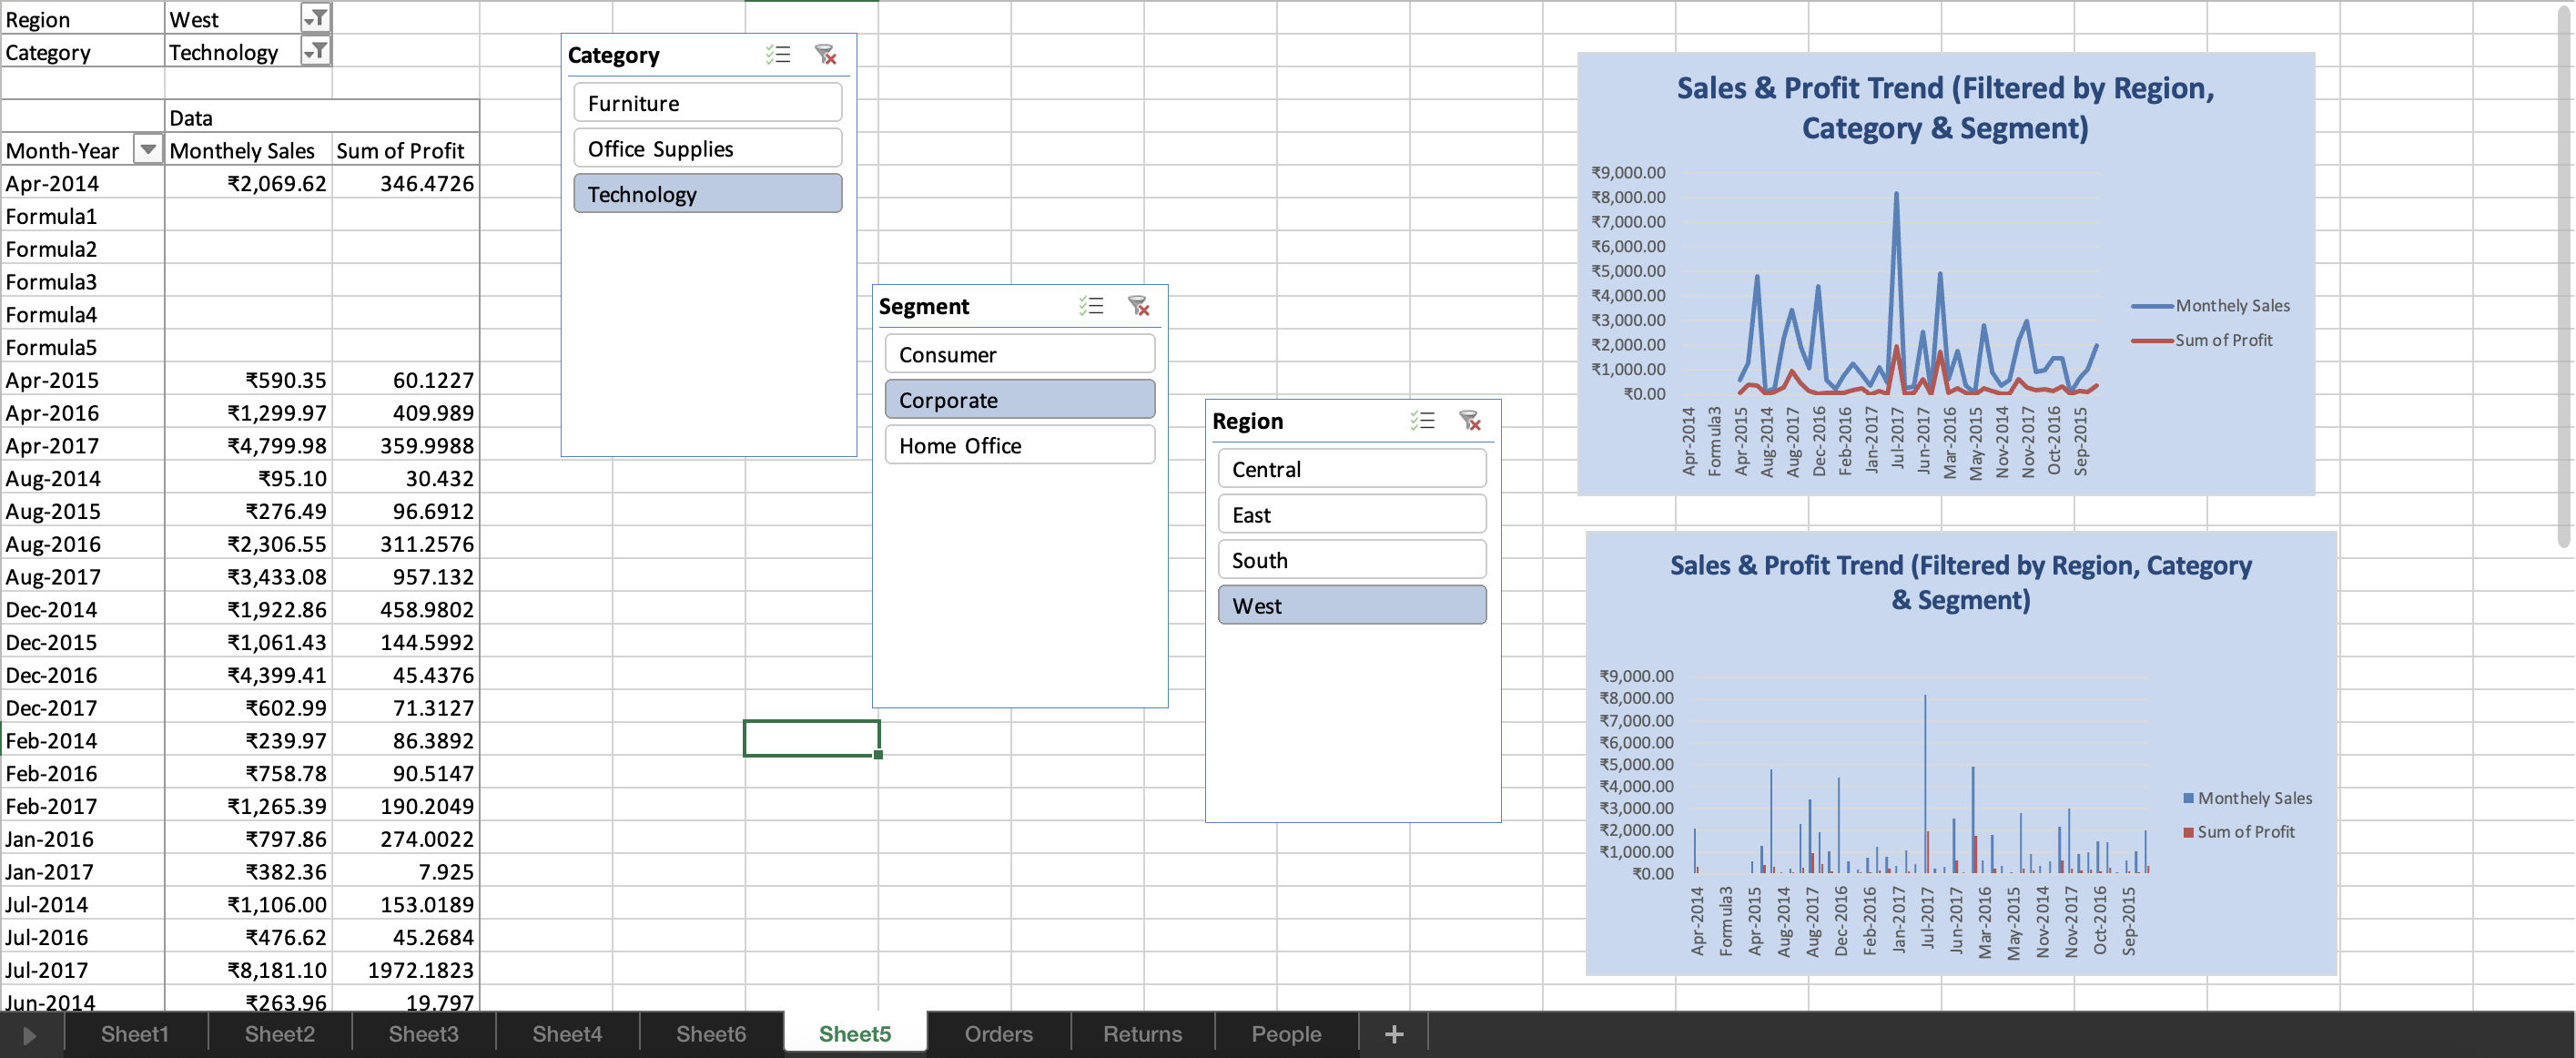 Region West
Category Technology
Data
Month-Year Monthely Sales Sum of Profit
Apr-2014 ₹2,069.62 346.4726
Formula1
Formula2
Formula3
Formula4
Formula5
Apr-2015 ₹590.35 60.1227
Apr-2016 ₹1,299.97 409.989
Apr-2017 ₹4,799.98 359.9988
Aug-2014 ₹95.10 30.432
Aug-2015 ₹276.49 96.6912
Aug-2016 ₹2,306.55 311.2576
Aug-2017 ₹3,433.08 957.132
Dec-2014 ₹1,922.86 458.9802
Dec-2015 ₹1,061.43 144.5992
Dec-2016 ₹4,399.41 45.4376
Dec-2017 ₹602.99 71.3127
Feb-2014 ₹239.97 86.3892
Feb-2016 ₹758.78 90.5147
Feb-2017 ₹1,265.39 190.2049
Jan-2016 ₹797.86 274.0022
Jan-2017 ₹382.36 7.925
Jul-2014 ₹1,106.00 153.0189
Jul-2016 ₹476.62 45.2684
Jul-2017 ₹8,181.10 1972.1823
Jun-2014 ₹263.96 19.797
Category
Furniture
Office Supplies
Technology
Segment
Consumer
Corporate
Home Office
Region
Central
East
South
West
Sales & Profit Trend (Filtered by Region,
Category & Segment)
₹9,000.00
₹8,000.00
₹7,000.00
₹6,000.00
₹5,000.00
₹4,000.00
₹3,000.00
₹2,000.00
₹1,000.00
₹0.00
Apr-2014
Formula3
Apr-2015
Aug-2014
Aug-2017
Dec-2016
Feb-2016
Jan-2017
Jul-2017
Jun-2017
Mar-2016
May-2015
Nov-2014
Nov-2017
Oct-2016
Sep-2015
Monthely Sales
Sum of Profit
Sales & Profit Trend (Filtered by Region, Category
& Segment)
₹9,000.00
₹8,000.00
₹7,000.00
₹6,000.00
₹5,000.00
₹4,000.00
₹3,000.00
₹2,000.00
₹1,000.00
₹0.00
Apr-2014
Formula3
Apr-2015
Aug-2014
Aug-2017
Dec-2016
Feb-2016
Jan-2017
Jul-2017
Jun-2017
Mar-2016
May-2015
Nov-2014
Nov-2017
Oct-2016
Sep-2015
Monthely Sales
Sum of Profit
Sheet1 Sheet2 Sheet3 Sheet4 Sheet6 Sheet5 Orders Returns People +